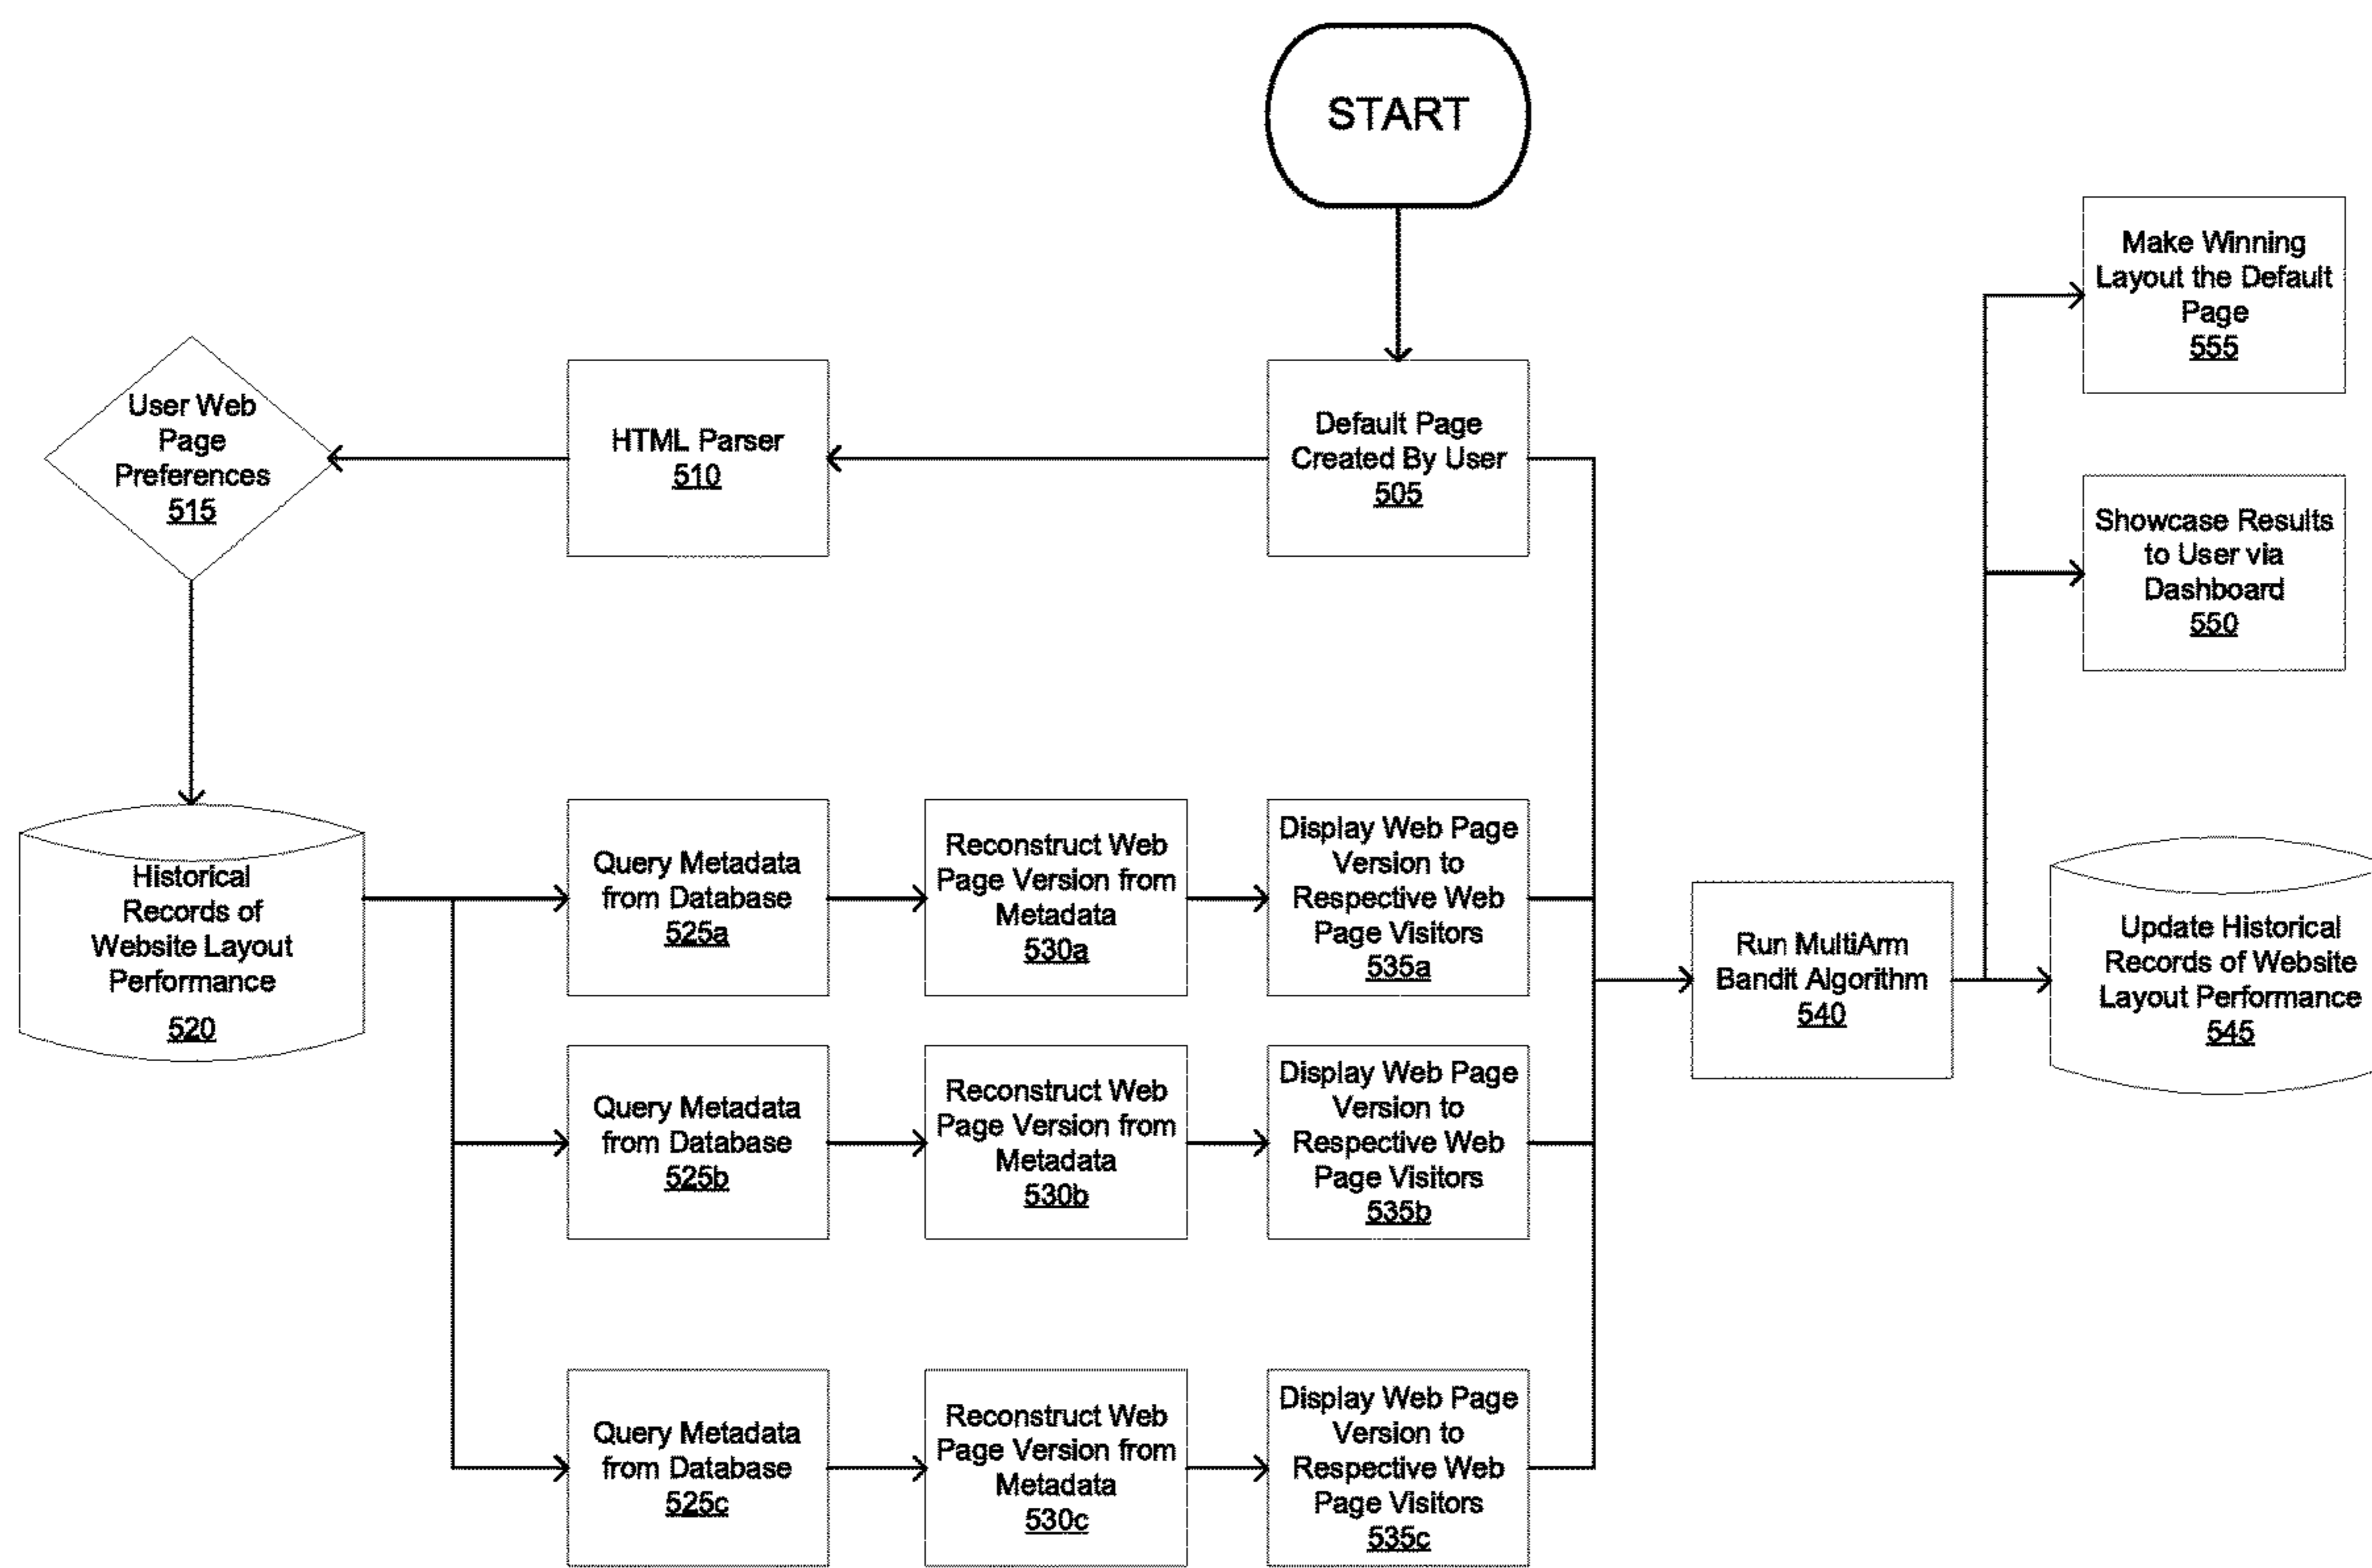 START
Make Winning
Layout the Default
Page
555
User Web
Page
Preferences
515
HTML Parser
510
Default Page
Created By User
505
Showcase Results
to User via
Dashboard
550
Historical
Records of
Website Layout
Performance
520
Query Metadata
from Database
525a
Reconstruct Web
Page Version from
Metadata
530a
Display Web Page
Version to
Respective Web
Page Visitors
535a
Run MultiArm
Bandit Algorithm
540
Update Historical
Records of Website
Layout Performance
545
Query Metadata
from Database
525b
Reconstruct Web
Page Version from
Metadata
530b
Display Web Page
Version to
Respective Web
Page Visitors
535b
Query Metadata
from Database
525c
Reconstruct Web
Page Version from
Metadata
530c
Display Web Page
Version to
Respective Web
Page Visitors
535c